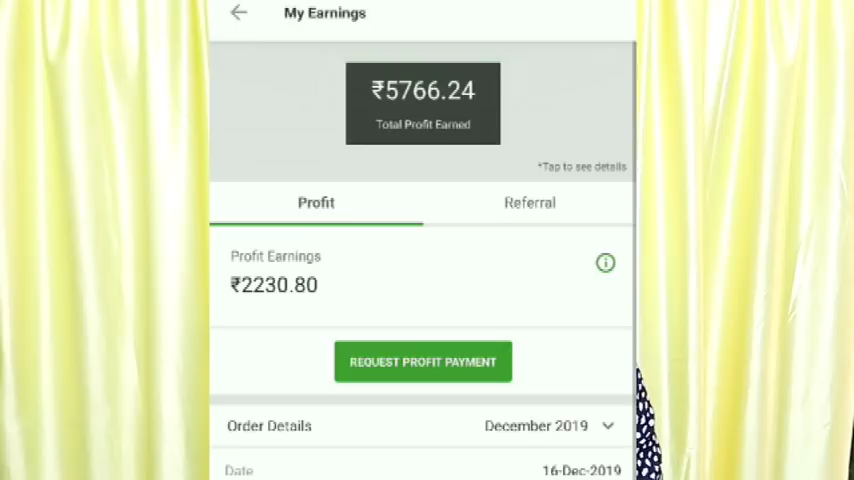 My Earnings
₹5766.24
Total Profit Earned
*Tap to see details
Profit Referral
Profit Earnings
₹2230.80
REQUEST PROFIT PAYMENT
Order Details December 2019
Date 16-Dec-2019